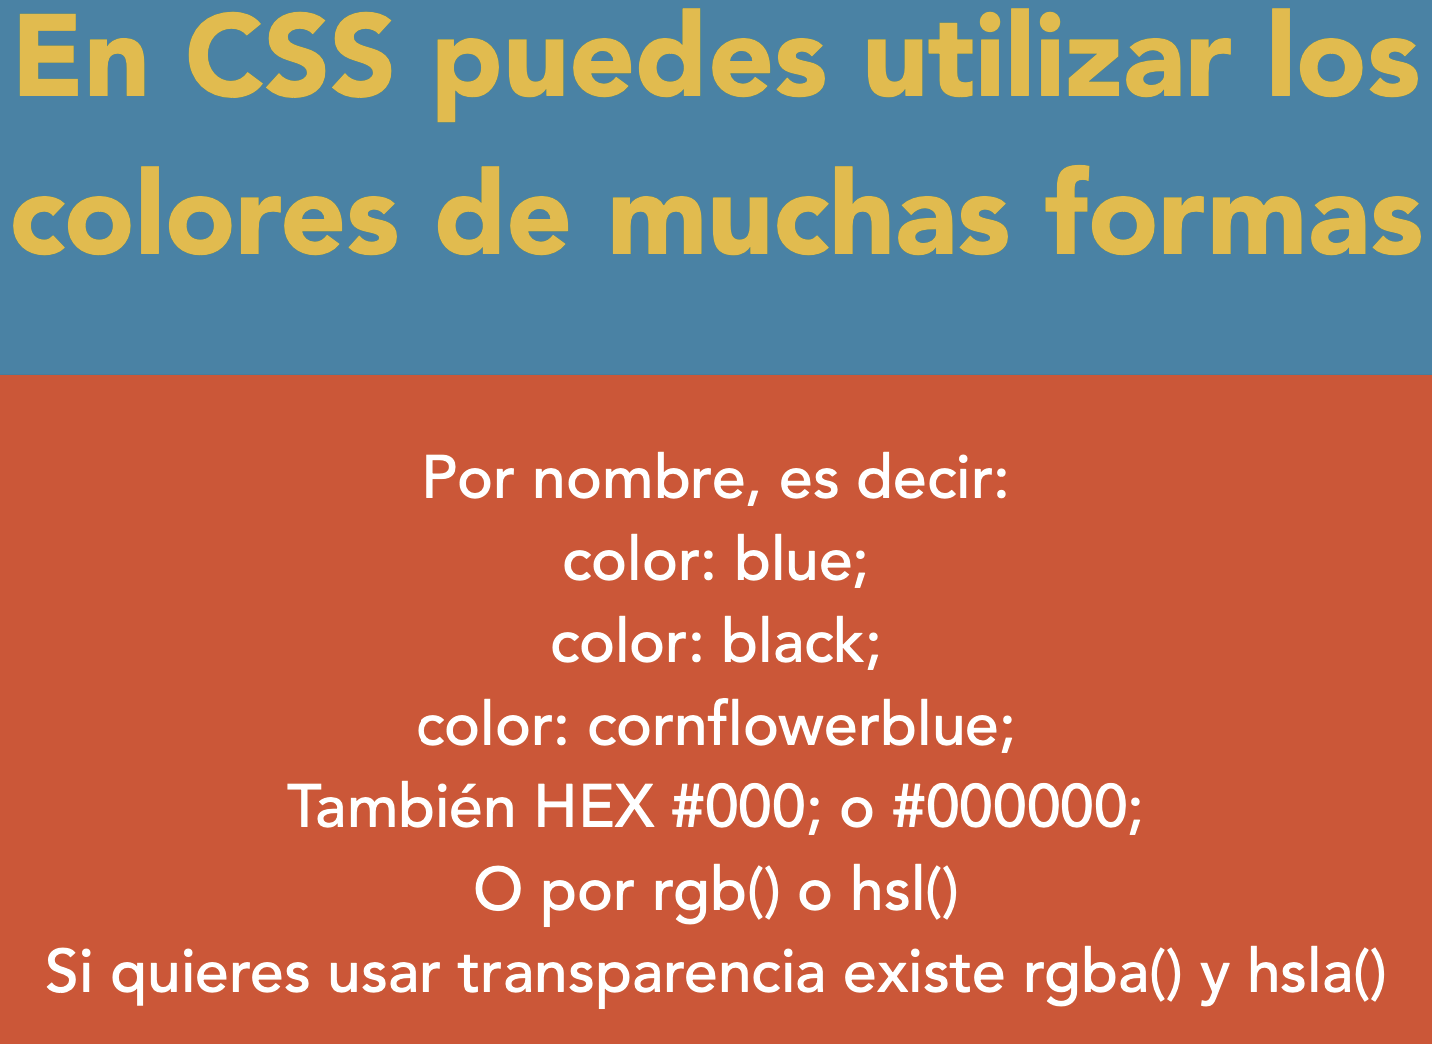 En CSS puedes utilizar los
colores de muchas formas
Por nombre, es decir:
color: blue;
color: black;
color: cornflowerblue;
También HEX #000; o #000000;
O por rgb() o hsl()
Si quieres usar transparencia existe rgba() y hsla()